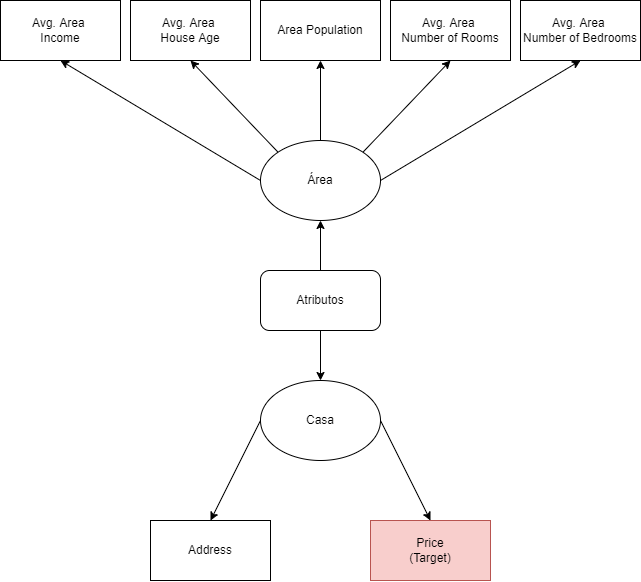 Avg. Area
Income
Avg. Area
House Age
Area Population
Avg. Area
Number of Rooms
Avg. Area
Number of Bedrooms
Área
Atributos
Casa
Address
Price
(Target)